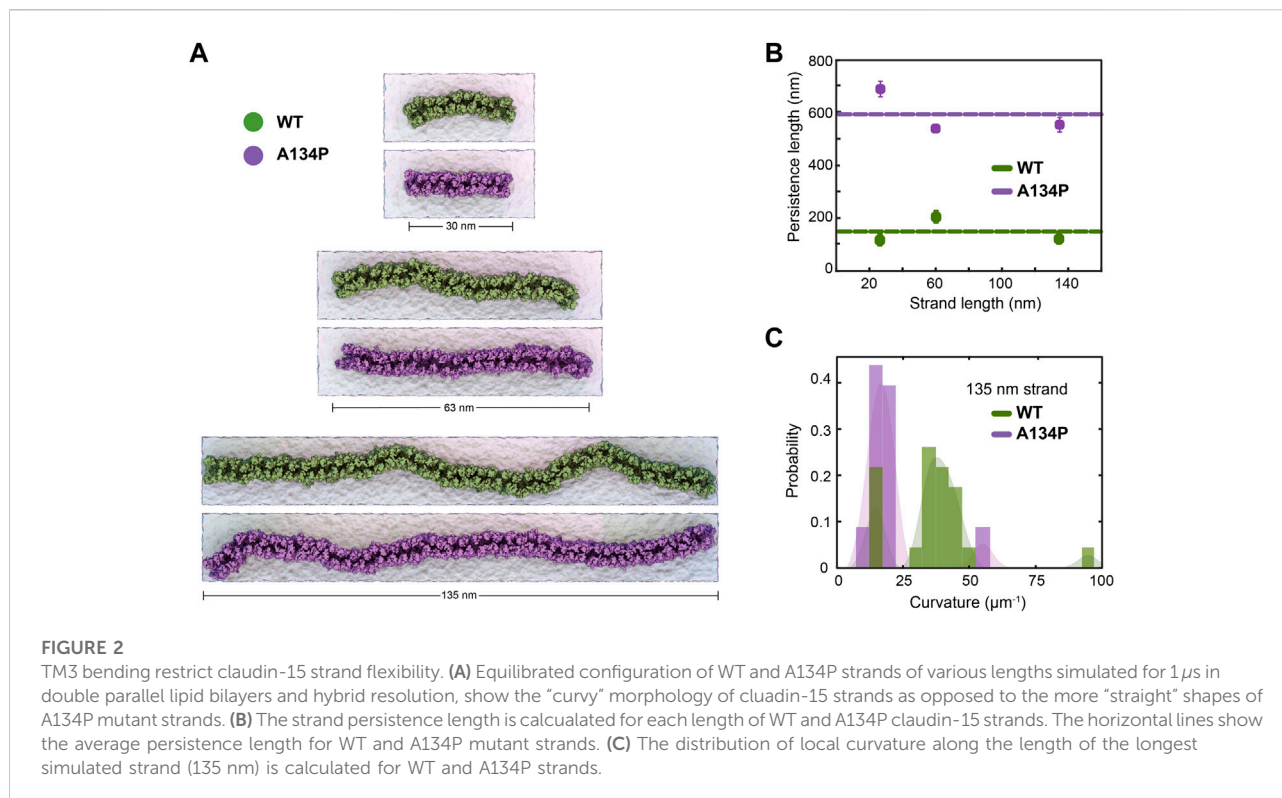 A
WT
A134P
30 nm
63 nm
135 nm
B
800
600
400
200
0
Persistence length (nm)
WT
A134P
20
60
100
140
Strand length (nm)
C
0.4
0.3
0.2
0.1
0
Probability
135 nm strand
WT
A134P
0
25
50
75
100
Curvature (µm⁻¹)
FIGURE 2
TM3 bending restrict claudin-15 strand flexibility. (A) Equilibrated configuration of WT and A134P strands of various lengths simulated for 1 µs in
double parallel lipid bilayers and hybrid resolution, show the “curvy” morphology of cluadin-15 strands as opposed to the more “straight” shapes of
A134P mutant strands. (B) The strand persistence length is calcualated for each length of WT and A134P claudin-15 strands. The horizontal lines show
the average persistence length for WT and A134P mutant strands. (C) The distribution of local curvature along the length of the longest
simulated strand (135 nm) is calculated for WT and A134P strands.